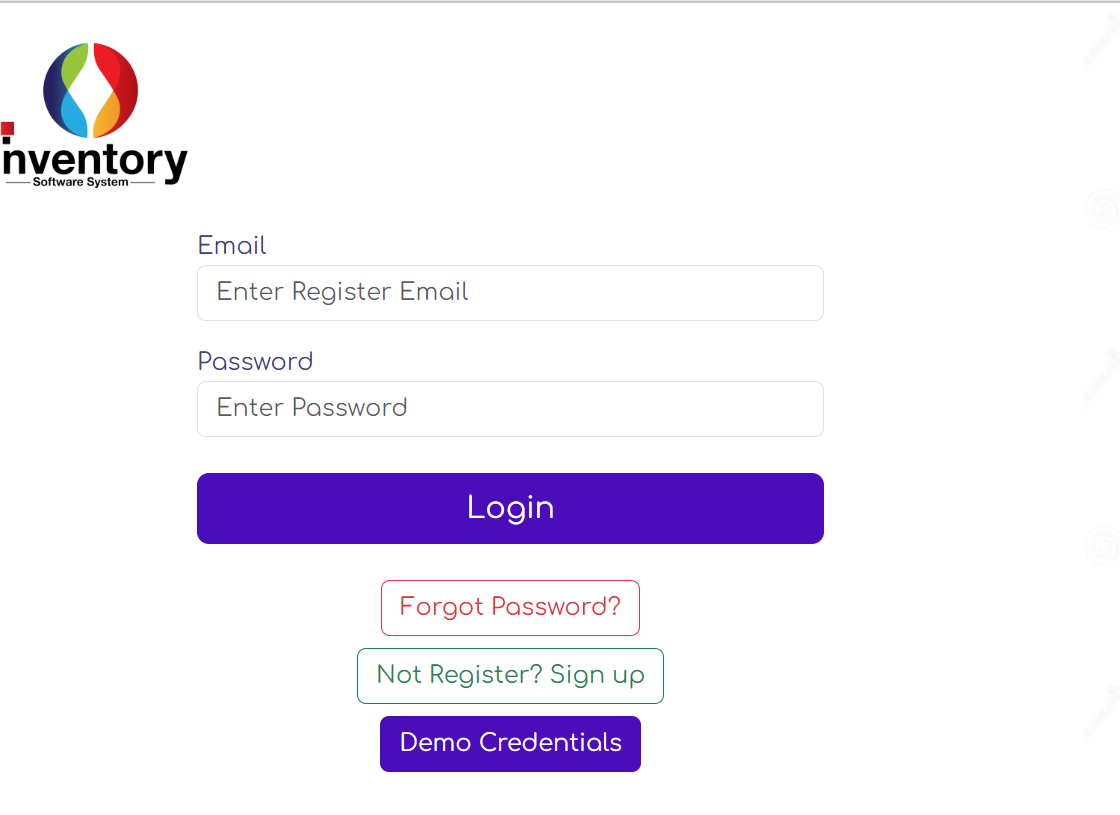 inventory
Software System
Email
Enter Register Email
Password
Enter Password
Login
Forgot Password?
Not Register? Sign up
Demo Credentials